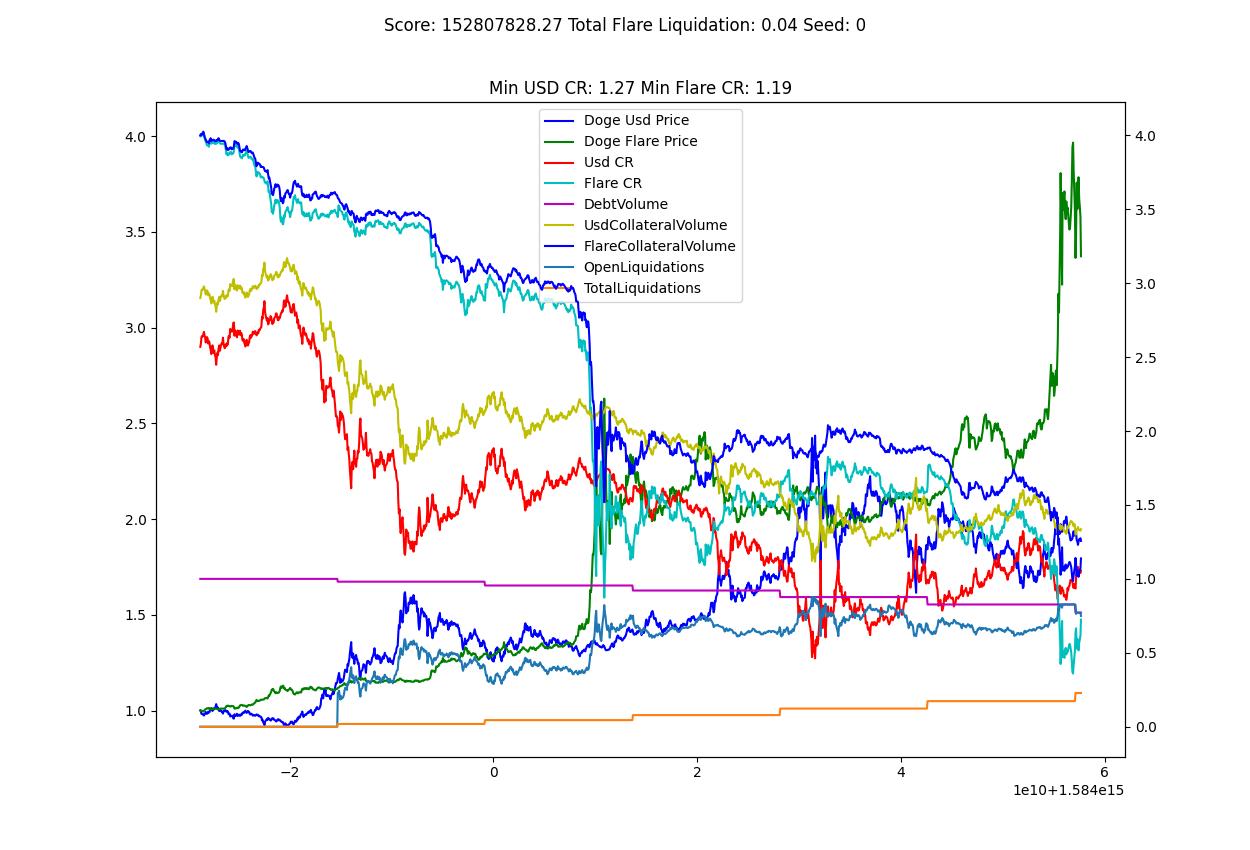 Score: 152807828.27 Total Flare Liquidation: 0.04 Seed: 0
Min USD CR: 1.27 Min Flare CR: 1.19
Doge Usd Price
Doge Flare Price
Usd CR
Flare CR
DebtVolume
UsdCollateralVolume
FlareCollateralVolume
OpenLiquidations
TotalLiquidations
4.0
3.5
3.0
2.5
2.0
1.5
1.0
4.0
3.5
3.0
2.5
2.0
1.5
1.0
0.5
0.0
−2 0 2 4 6
1e10+1.584e15